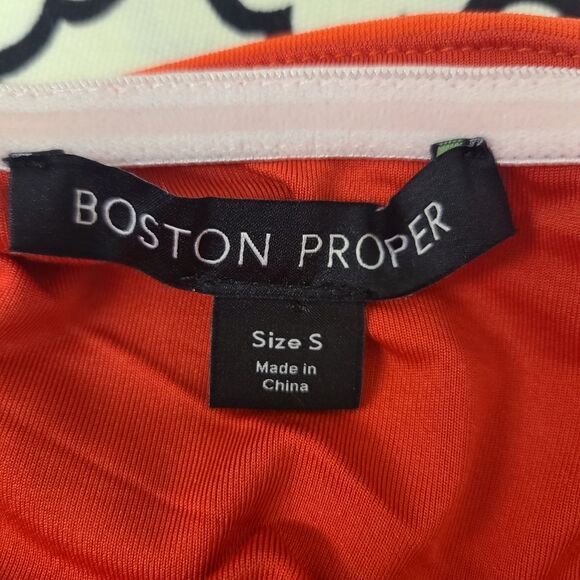 BOSTON PROPER
Size S
Made in
China